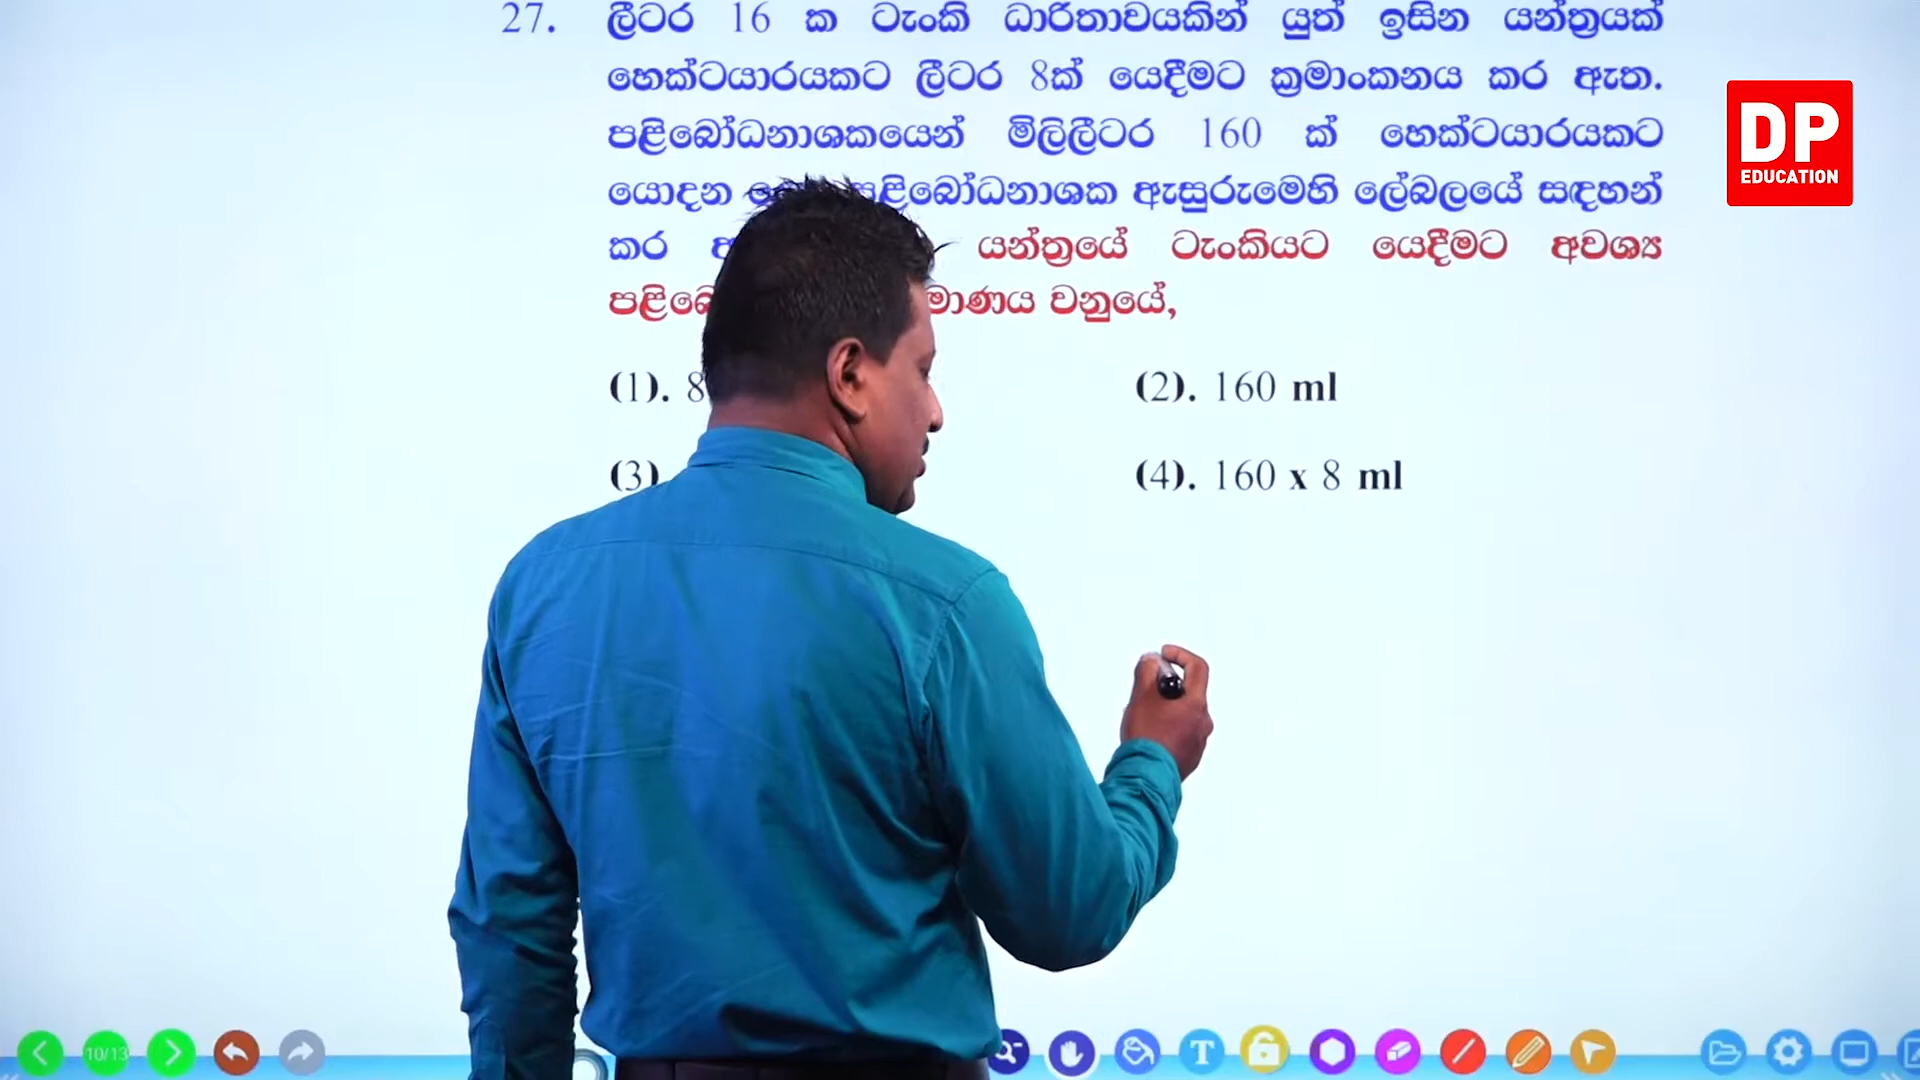 27. ලීටර 16 ක ටැංකි ධාරිතාවයකින් යුත් ඉසින යන්ත්‍රයක්
හෙක්ටයාරයකට ලීටර 8ක් යෙදීමට ක්‍රමාංකනය කර ඇත.
පළිබෝධනාශකයෙන් මිලිලීටර 160 ක් හෙක්ටයාරයකට
යොදන පළිබෝධනාශක ඇසුරුමෙහි ලේබලයේ සඳහන්
කර යන්ත්‍රයේ ටැංකියට යෙදීමට අවශ්‍ය
වනුයේ,
(1). 8
(2). 160 ml
(3)
(4). 160 x 8 ml
DP
EDUCATION
10/13
T